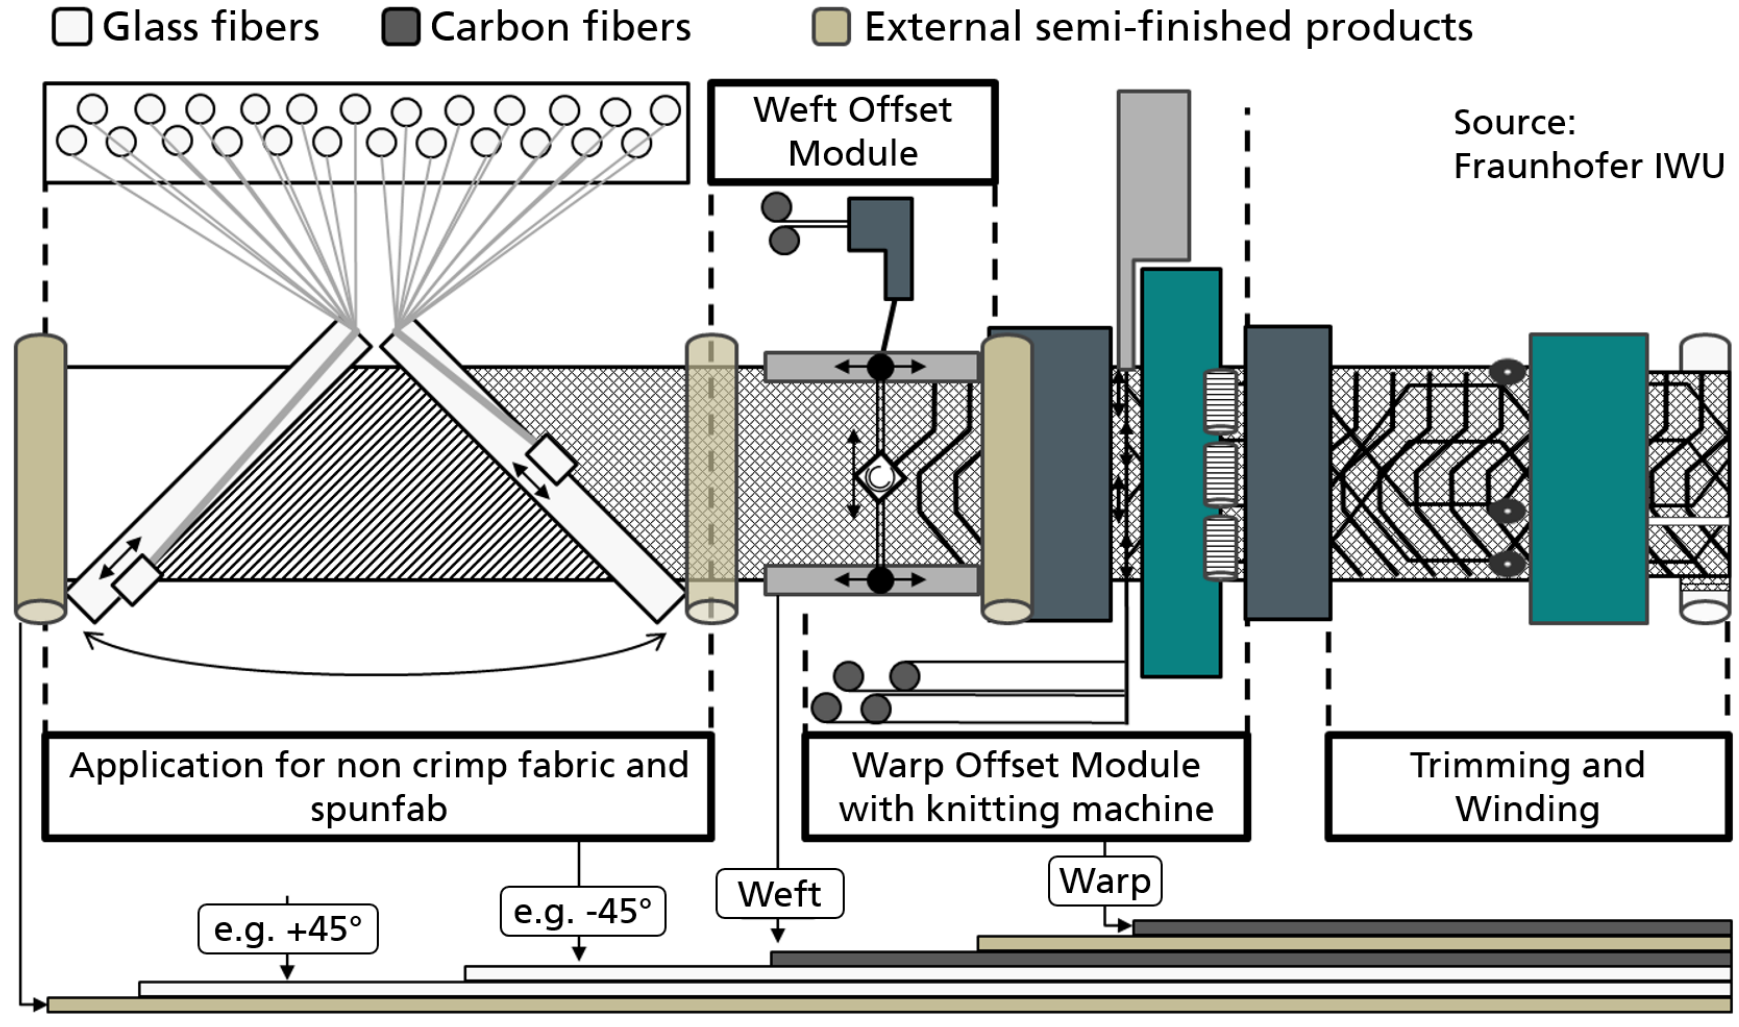 Glass fibers
Carbon fibers
External semi-finished products
Weft Offset
Module
Source:
Fraunhofer IWU
Application for non crimp fabric and
spunfab
Warp Offset Module
with knitting machine
Trimming and
Winding
e.g. +45°
e.g. -45°
Weft
Warp